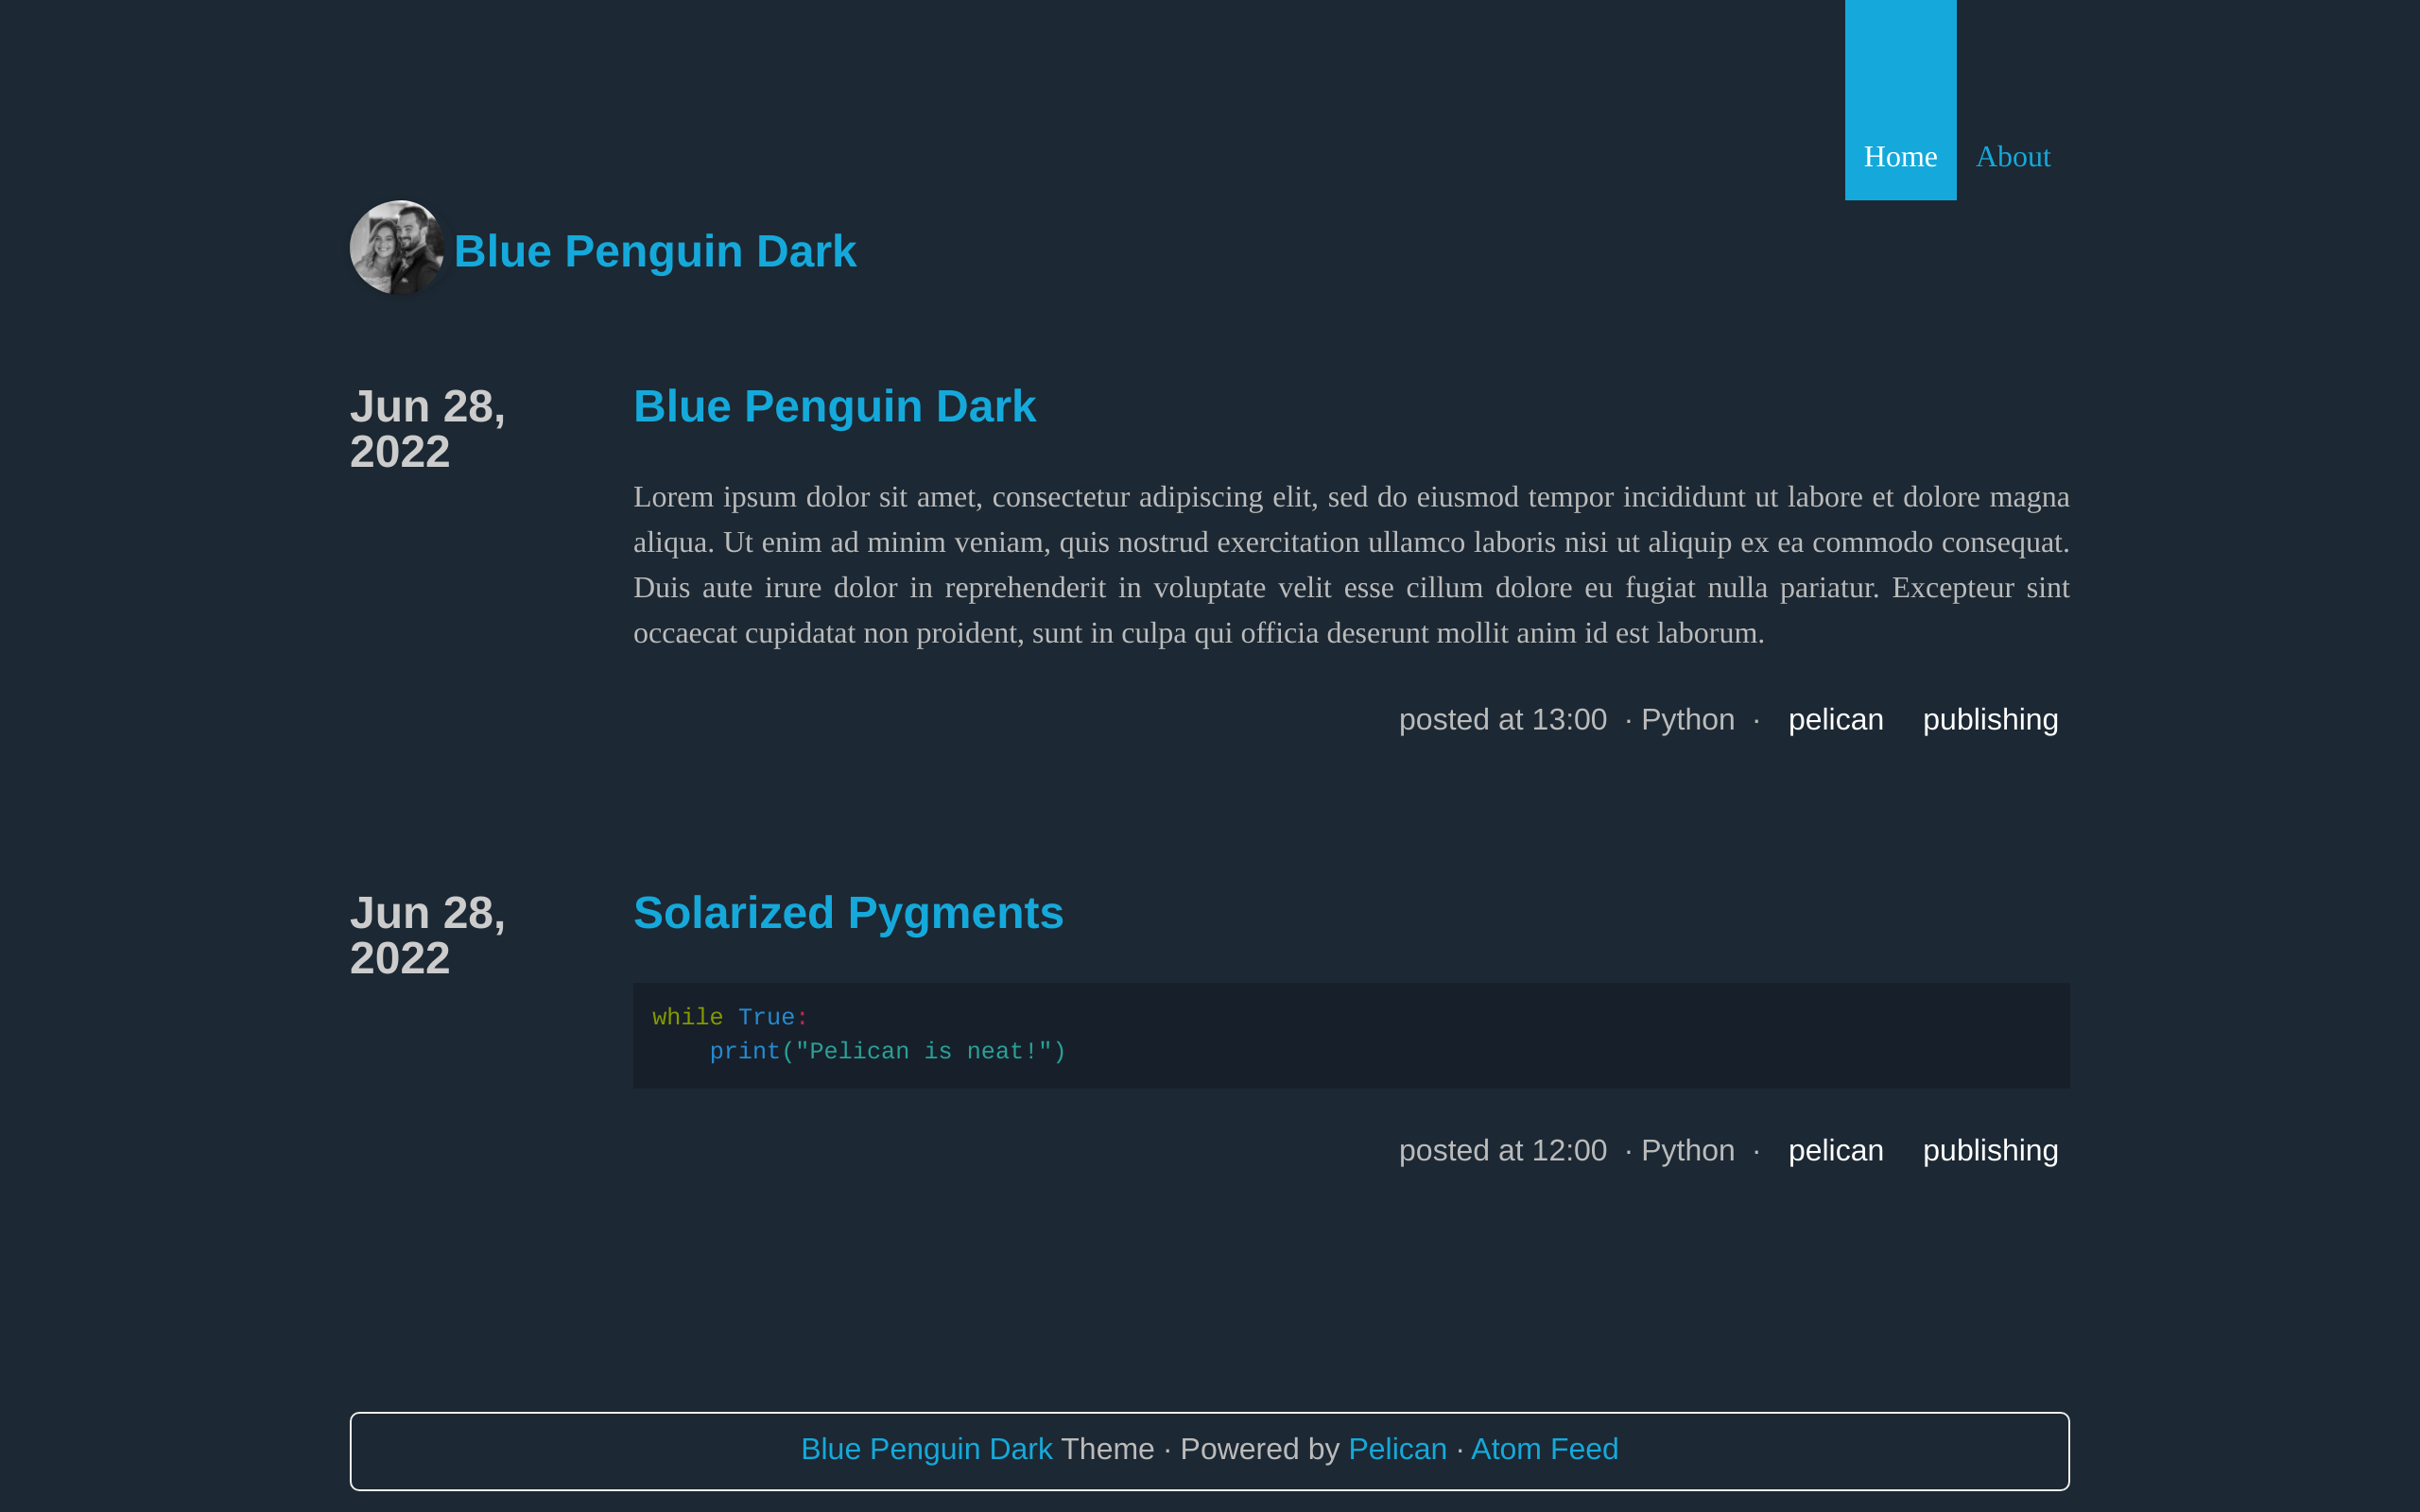 Home About
Blue Penguin Dark
Jun 28,
2022
Blue Penguin Dark
Lorem ipsum dolor sit amet, consectetur adipiscing elit, sed do eiusmod tempor incididunt ut labore et dolore magna
aliqua. Ut enim ad minim veniam, quis nostrud exercitation ullamco laboris nisi ut aliquip ex ea commodo consequat.
Duis aute irure dolor in reprehenderit in voluptate velit esse cillum dolore eu fugiat nulla pariatur. Excepteur sint
occaecat cupidatat non proident, sunt in culpa qui officia deserunt mollit anim id est laborum.
posted at 13:00 · Python · pelican publishing
Jun 28,
2022
Solarized Pygments
while True:
    print("Pelican is neat!")
posted at 12:00 · Python · pelican publishing
Blue Penguin Dark Theme · Powered by Pelican · Atom Feed